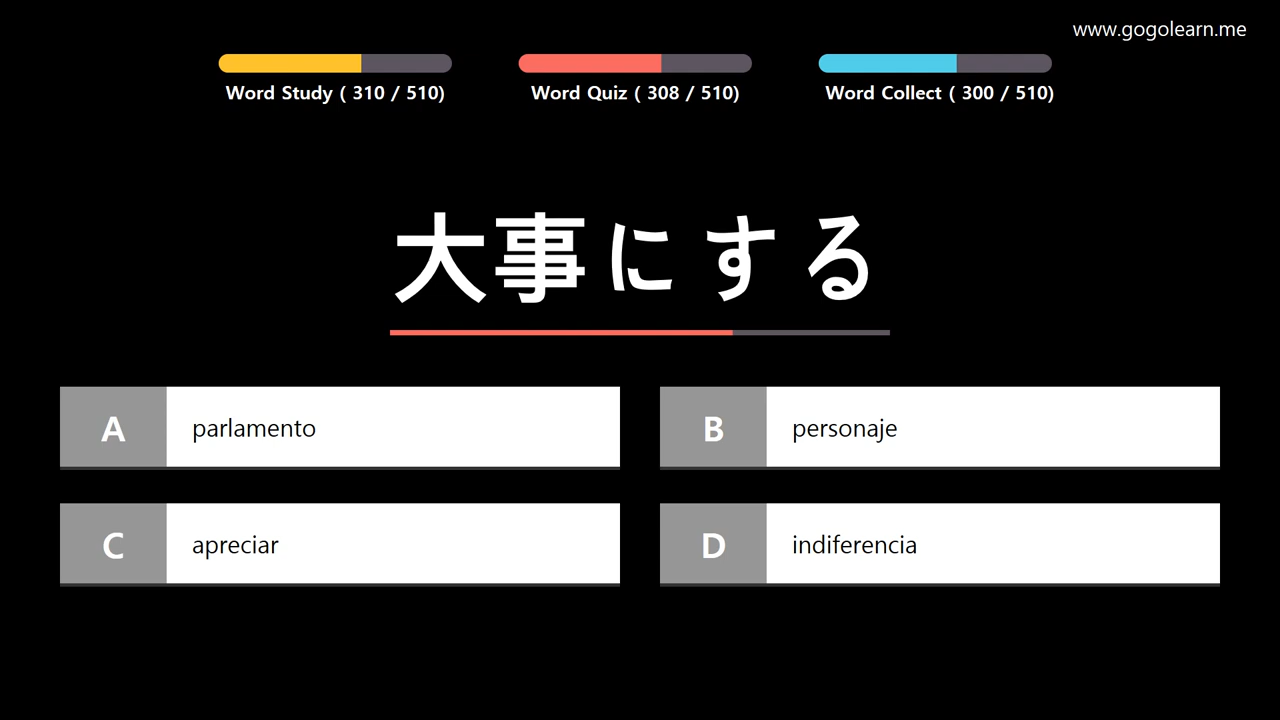 www.gogolearn.me
Word Study ( 310 / 510)
Word Quiz ( 308 / 510)
Word Collect ( 300 / 510)
大事にする
A parlamento
B personaje
C apreciar
D indiferencia